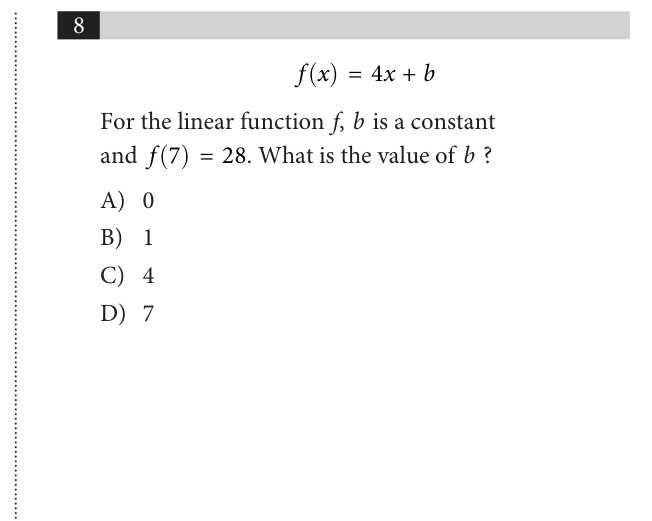 8
f(x) = 4x + b
For the linear function f, b is a constant
and f(7) = 28. What is the value of b ?
A) 0
B) 1
C) 4
D) 7